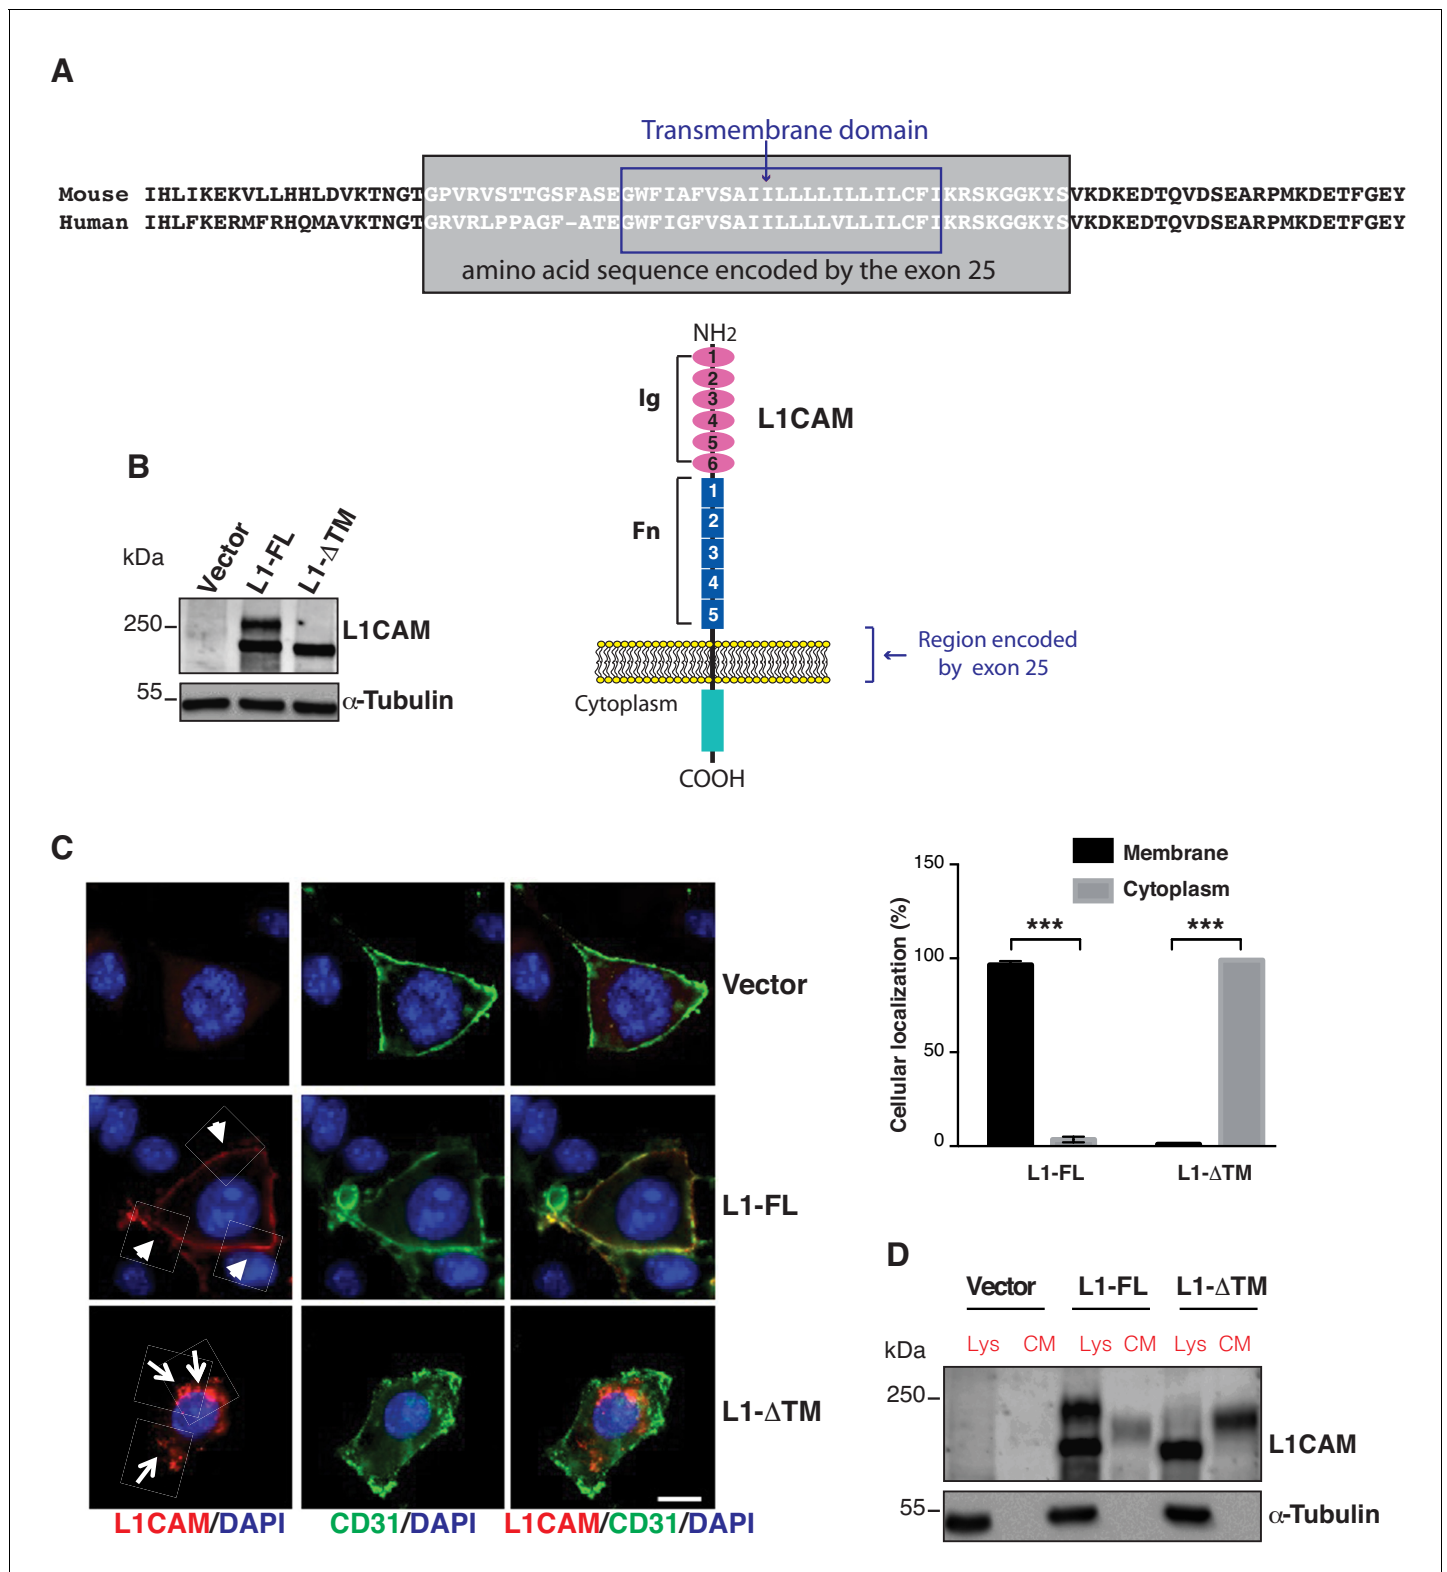 A
Transmembrane domain
Mouse IHLIKEKVLLHHLDVKTNGTGPVRVSTTGSFASEGWFIAFVSAIILLLLILLILCFIKRSKGGKYSVKDKEDTQVDSEARPMKDETFGEY
Human IHLFKERMFRHQMAVKTNGTGRVRLPPAGF-ATEGWFIGFVSAIILLLLVLLILCFIKRSKGGKYSVKDKEDTQVDSEARPMKDETFGEY
amino acid sequence encoded by the exon 25
NH2
1
2
3
4
5
6
Ig
L1CAM
1
2
3
4
5
Fn
Region encoded
by exon 25
Cytoplasm
COOH
B
kDa
Vector
L1-FL
L1-ΔTM
250
L1CAM
55
α-Tubulin
C
Vector
L1-FL
L1-ΔTM
L1CAM/DAPI
CD31/DAPI
L1CAM/CD31/DAPI
Membrane
Cytoplasm
Cellular localization (%)
150
100
50
0
***
***
L1-FL
L1-ΔTM
D
Vector L1-FL L1-ΔTM
kDa Lys CM Lys CM Lys CM
250
L1CAM
55
α-Tubulin